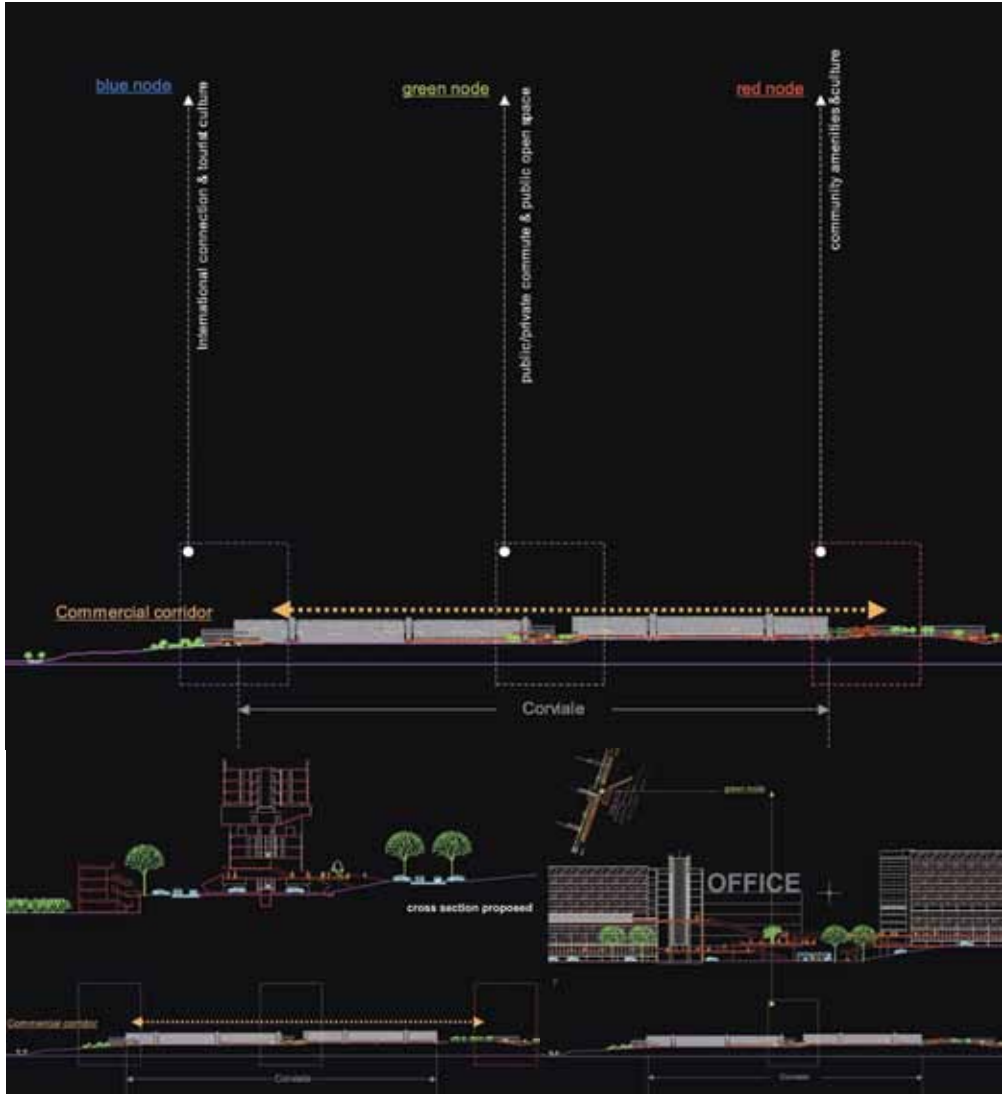 blue node
green node
red node
International connection & tourist culture
public/private commute & public open space
community amenities&culture
Commercial corridor
Corviale
green node
OFFICE
cross section proposed
Commercial corridor
Corviale
Corviale